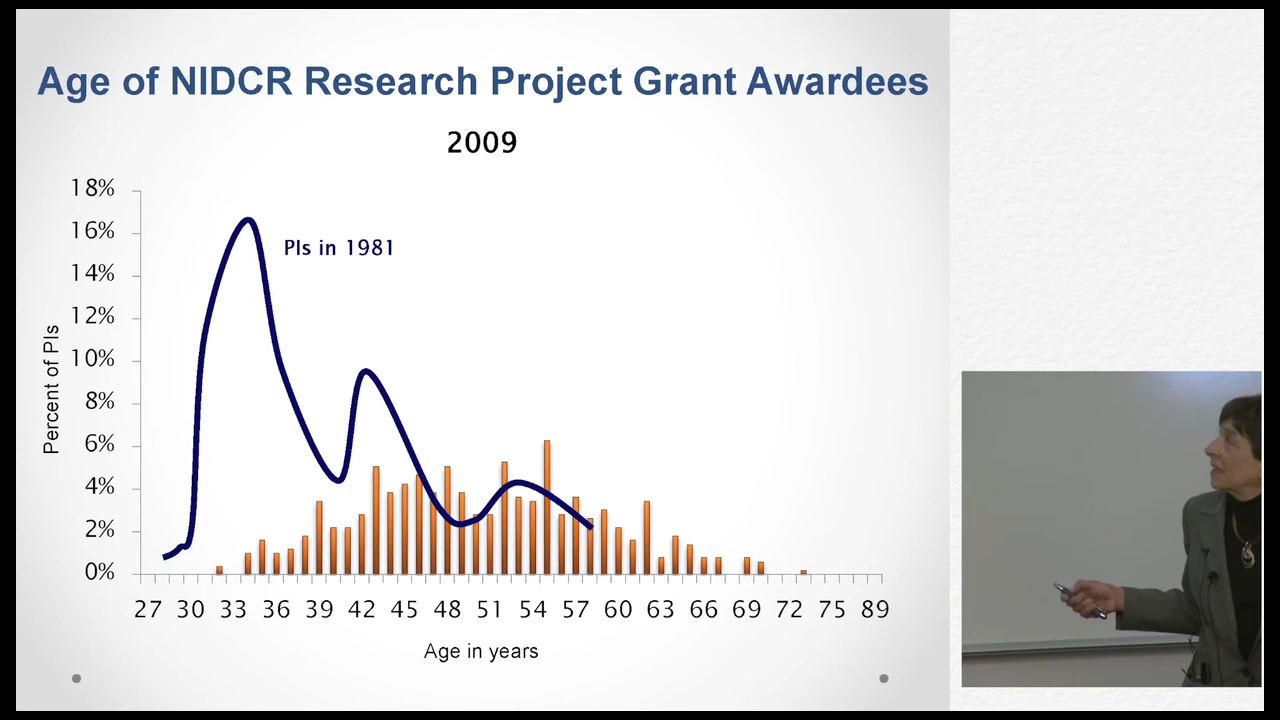 Age of NIDCR Research Project Grant Awardees
2009
18%
16%
14%
12%
10%
8%
6%
4%
2%
0%
Percent of PIs
PIs in 1981
27 30 33 36 39 42 45 48 51 54 57 60 63 66 69 72 75 89
Age in years